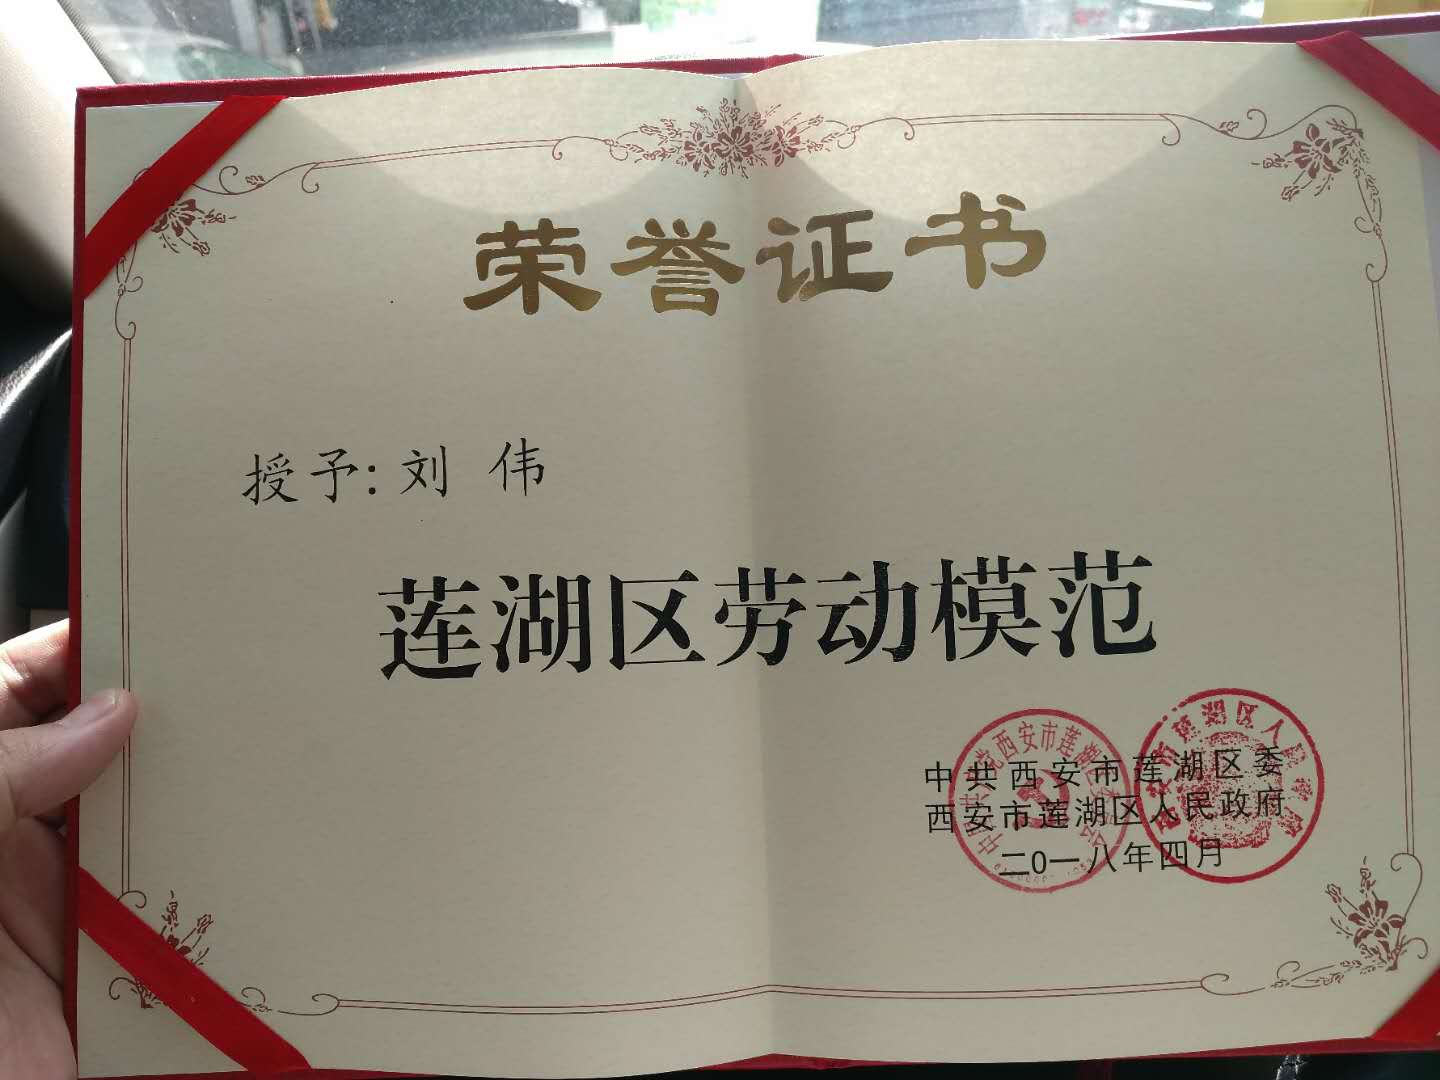 荣誉证书
授予:刘 伟
莲湖区劳动模范
中共西安市莲湖区委
西安市莲湖区人民政府
二0一八年四月